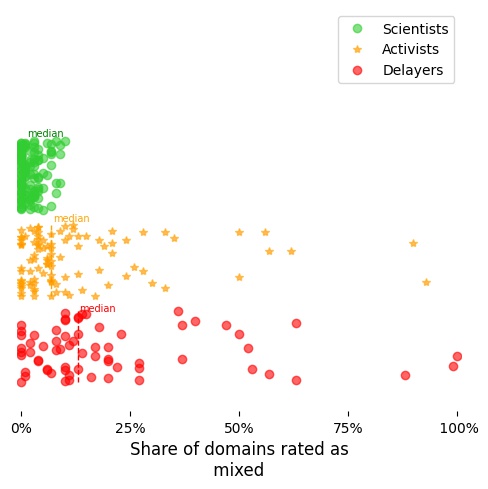 Scientists
Activists
Delayers
median
median
median
0%
25%
50%
75%
100%
Share of domains rated as
mixed